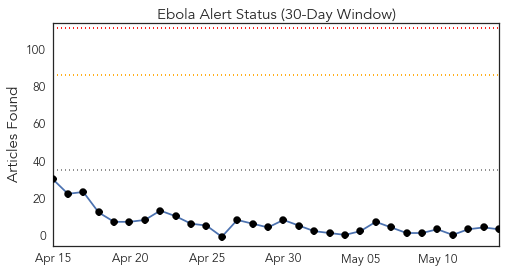 Ebola Alert Status (30-Day Window)
Articles Found
100
80
60
40
20
0
Apr 15 Apr 20 Apr 25 Apr 30 May 05 May 10